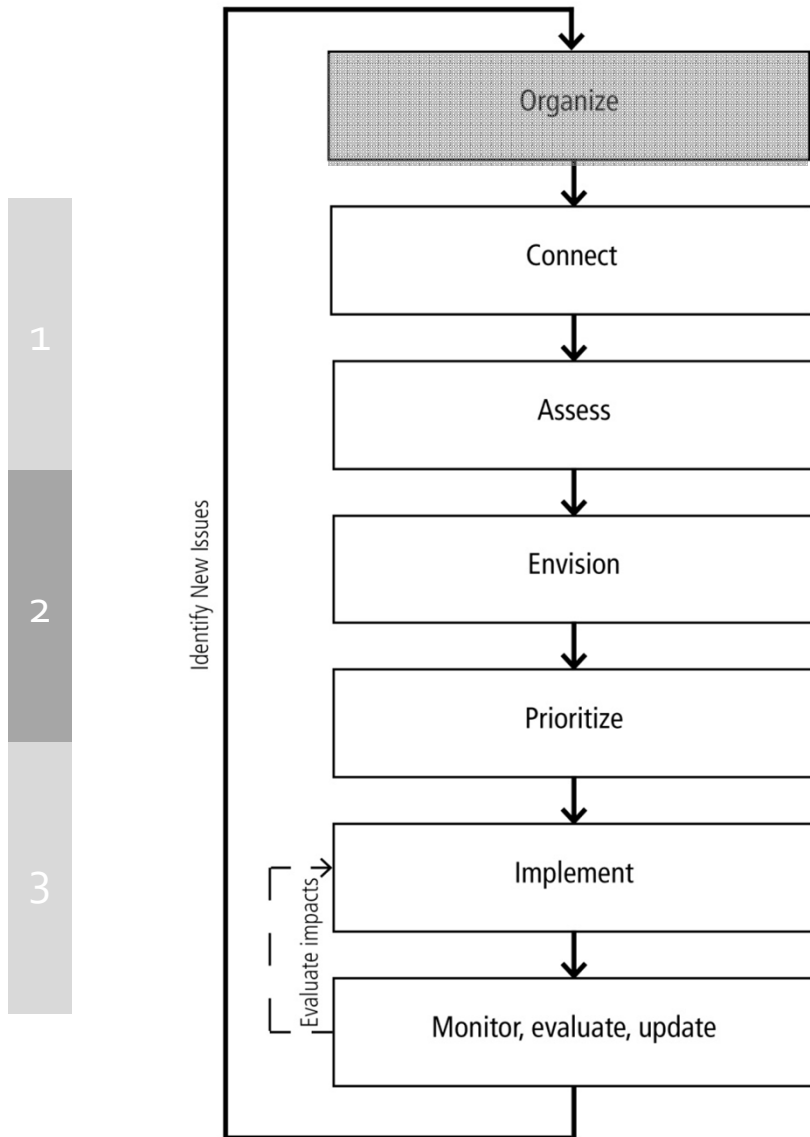 Organize
Connect
1
Assess
Envision
Identify New Issues
2
Prioritize
Implement
3
Evaluate impacts
Monitor, evaluate, update